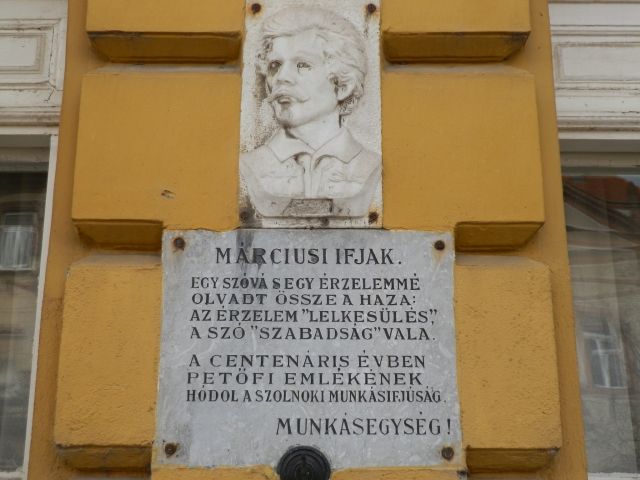 MÁRCIUSI IFJAK.
EGY SZÓVÁ S EGY ÉRZELEMMÉ
OLVADT ÖSSZE A HAZA:
AZ ÉRZELEM "LELKESÜLÉS",
A SZÓ "SZABADSÁG" VALA.
A CENTENÁRIS ÉVBEN
PETŐFI EMLÉKÉNEK
HÓDOL A SZOLNOKI MUNKÁSIFJÚSÁG.
MUNKÁSEGYSÉG!